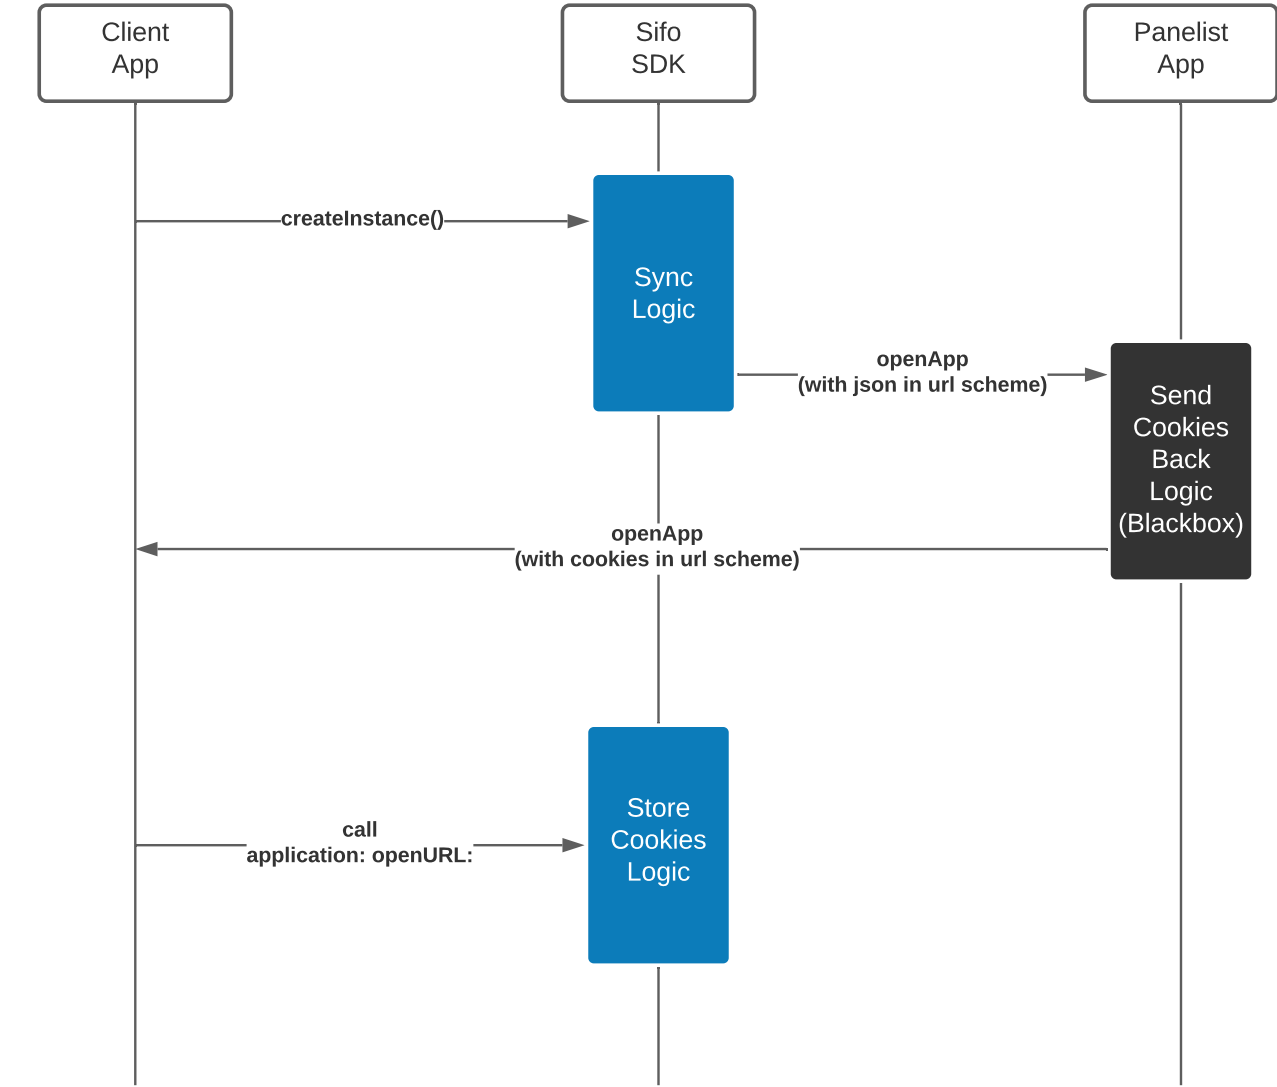 Client
App
Sifo
SDK
Panelist
App
createInstance()
Sync
Logic
openApp
(with json in url scheme)
Send
Cookies
Back
Logic
(Blackbox)
openApp
(with cookies in url scheme)
Store
Cookies
Logic
call
application: openURL: